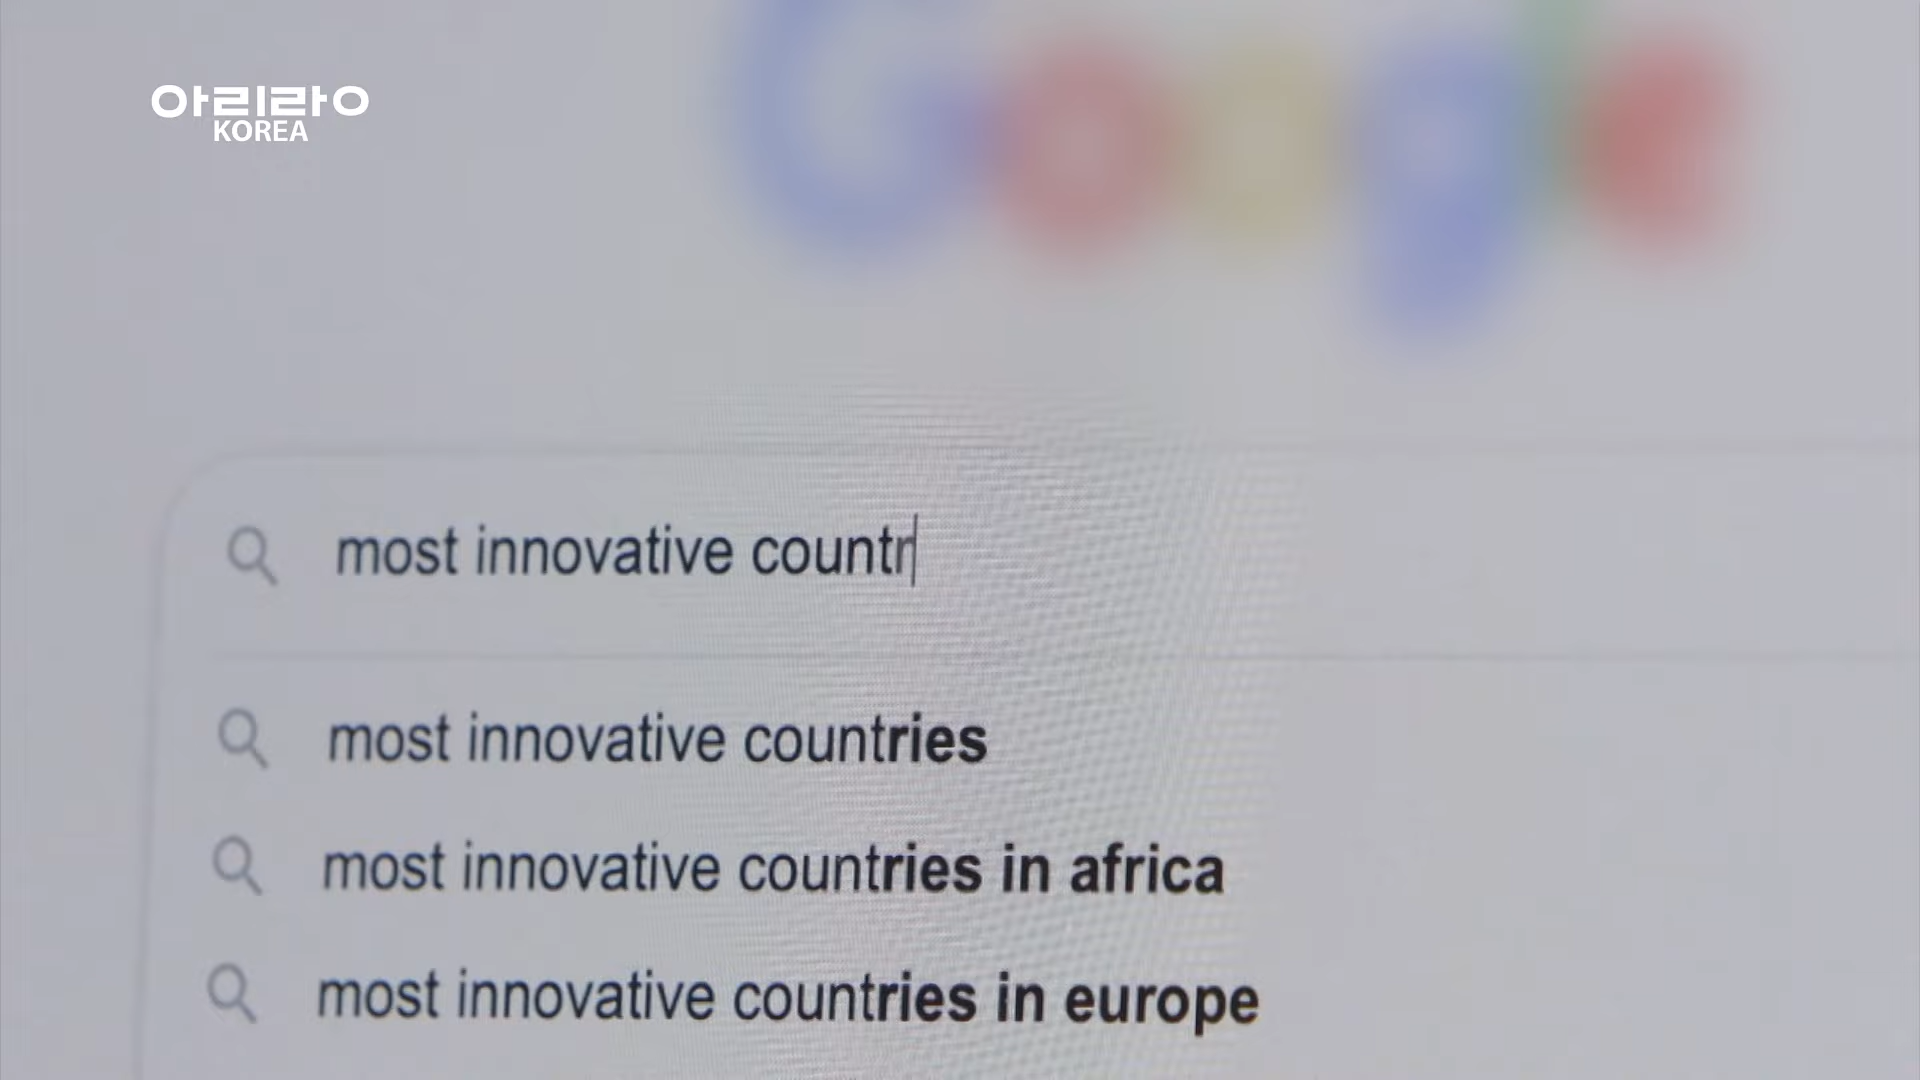 아리랑
KOREA
Google
most innovative countr
most innovative countries
most innovative countries in africa
most innovative countries in europe